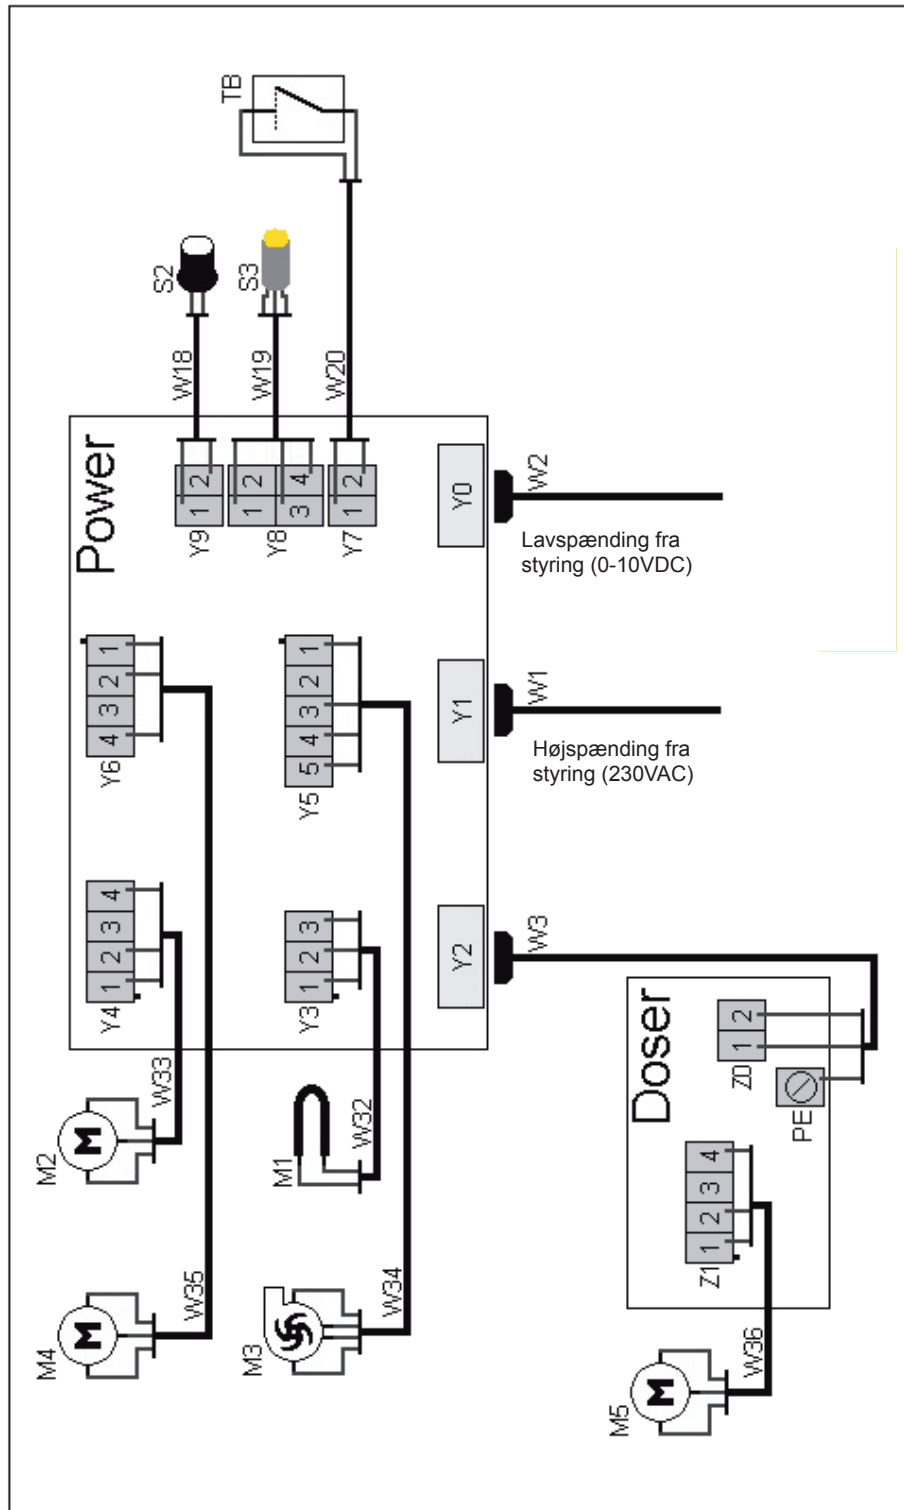 TB
S2
S3
W18
W19
W20
Power
1 2
Y9
1 2
3 4
Y8
1 2
Y7
Y0
W2
Lavspænding fra
styring (0-10VDC)
4 3 2 1
Y6
5 4 3 2 1
Y5
Y1
W1
Højspænding fra
styring (230VAC)
1 2 3 4
Y4
1 2 3
Y3
Y2
W3
Doser
1 2
Z0
PE
1 2 3 4
Z1
M2
M
W33
M1
W32
M4
M
W35
M3
W34
M5
M
W36